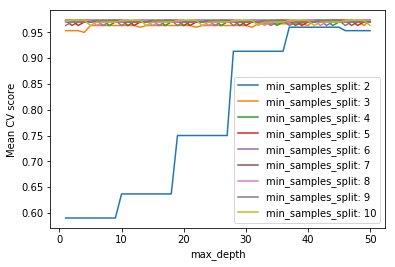 0.95
0.90
0.85
0.80
0.75
0.70
0.65
0.60
Mean CV score
min_samples_split: 2
min_samples_split: 3
min_samples_split: 4
min_samples_split: 5
min_samples_split: 6
min_samples_split: 7
min_samples_split: 8
min_samples_split: 9
min_samples_split: 10
0 10 20 30 40 50
max_depth